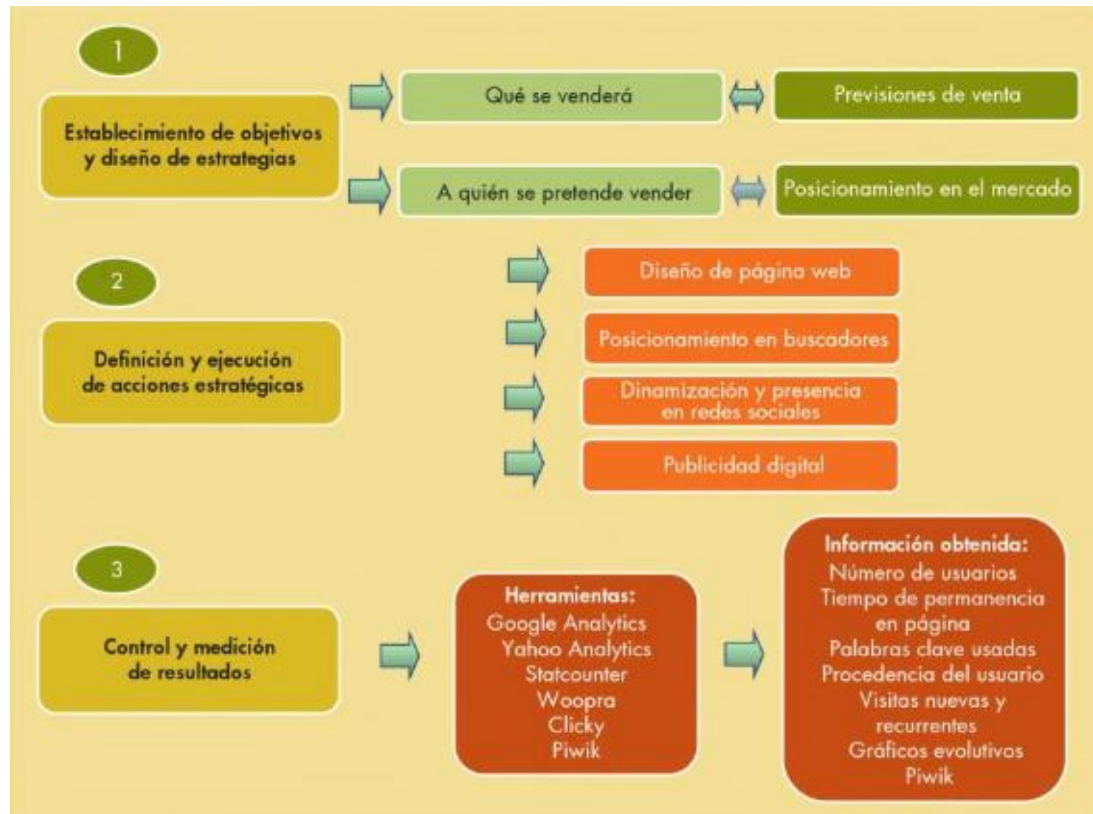 1
Establecimiento de objetivos
y diseño de estrategias
Qué se venderá
Previsiones de venta
A quién se pretende vender
Posicionamiento en el mercado
2
Definición y ejecución
de acciones estratégicas
Diseño de página web
Posicionamiento en buscadores
Dinamización y presencia
en redes sociales
Publicidad digital
3
Control y medición
de resultados
Herramientas:
Google Analytics
Yahoo Analytics
Statcounter
Woopra
Clicky
Piwik
Información obtenida:
Número de usuarios
Tiempo de permanencia
en página
Palabras clave usadas
Procedencia del usuario
Visitas nuevas y
recurrentes
Gráficos evolutivos
Piwik